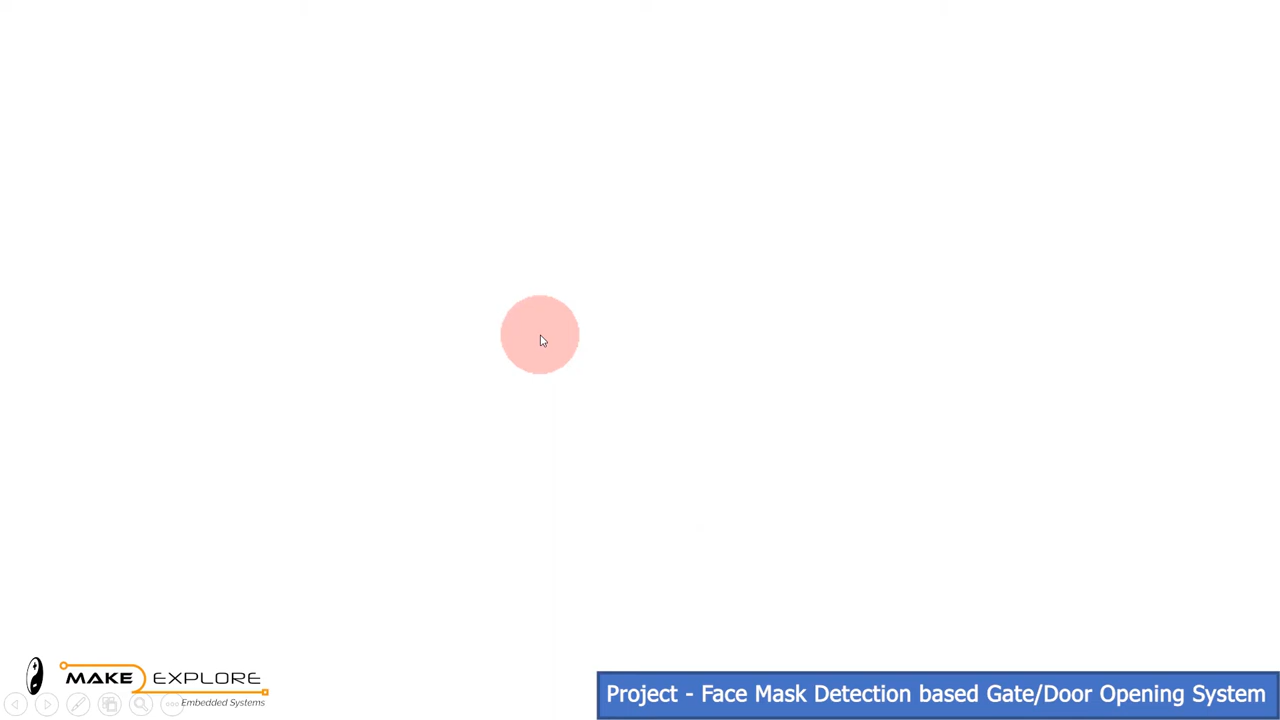 MAKE EXPLORE
Embedded Systems
Project - Face Mask Detection based Gate/Door Opening System